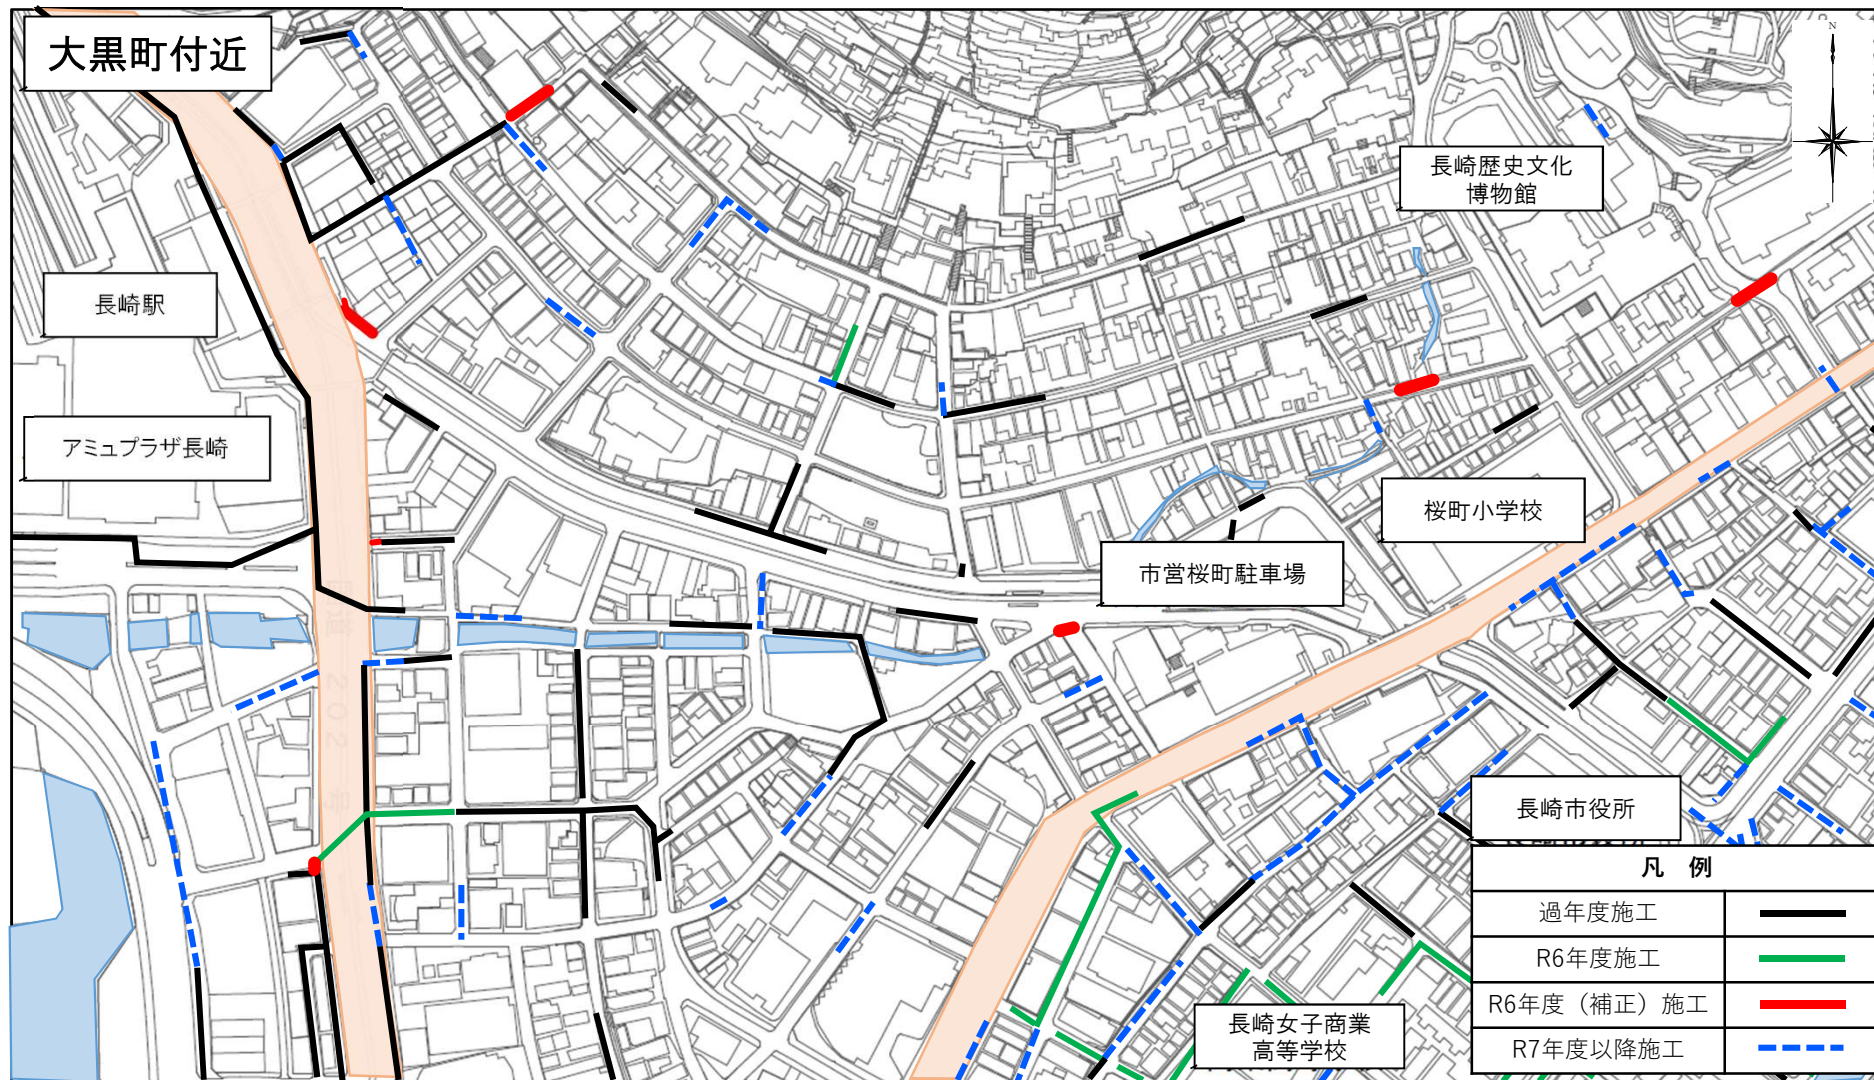 大黒町付近
N
長崎歴史文化
博物館
長崎駅
アミュプラザ長崎
桜町小学校
市営桜町駐車場
国道 202 号
長崎市役所
凡 例
過年度施工
R6年度施工
R6年度（補正）施工
R7年度以降施工
長崎女子商業
高等学校